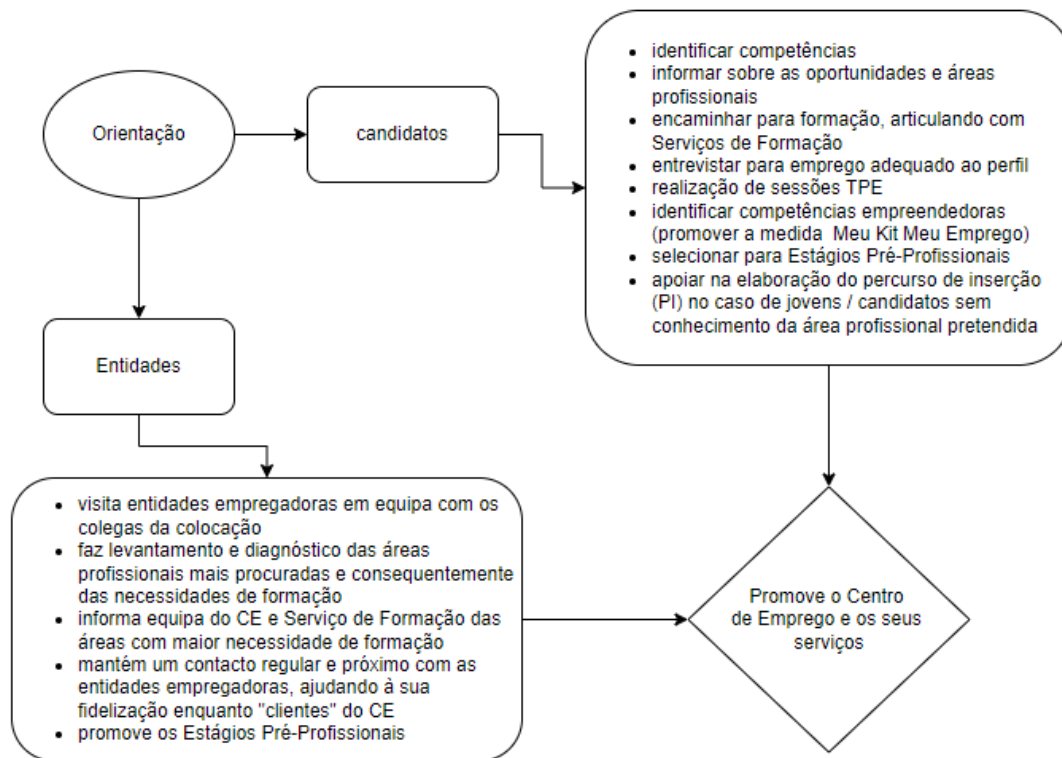 Orientação
candidatos
• identificar competências
• informar sobre as oportunidades e áreas
profissionais
• encaminhar para formação, articulando com
Serviços de Formação
• entrevistar para emprego adequado ao perfil
• realização de sessões TPE
• identificar competências empreendedoras
(promover a medida  Meu Kit Meu Emprego)
• selecionar para Estágios Pré-Profissionais
• apoiar na elaboração do percurso de inserção
(PI) no caso de jovens / candidatos sem
conhecimento da área profissional pretendida
Entidades
• visita entidades empregadoras em equipa com os
colegas da colocação
• faz levantamento e diagnóstico das áreas
profissionais mais procuradas e consequentemente
das necessidades de formação
• informa equipa do CE e Serviço de Formação das
áreas com maior necessidade de formação
• mantém um contacto regular e próximo com as
entidades empregadoras, ajudando à sua
fidelização enquanto "clientes" do CE
• promove os Estágios Pré-Profissionais
Promove o Centro
de Emprego e os seus
serviços